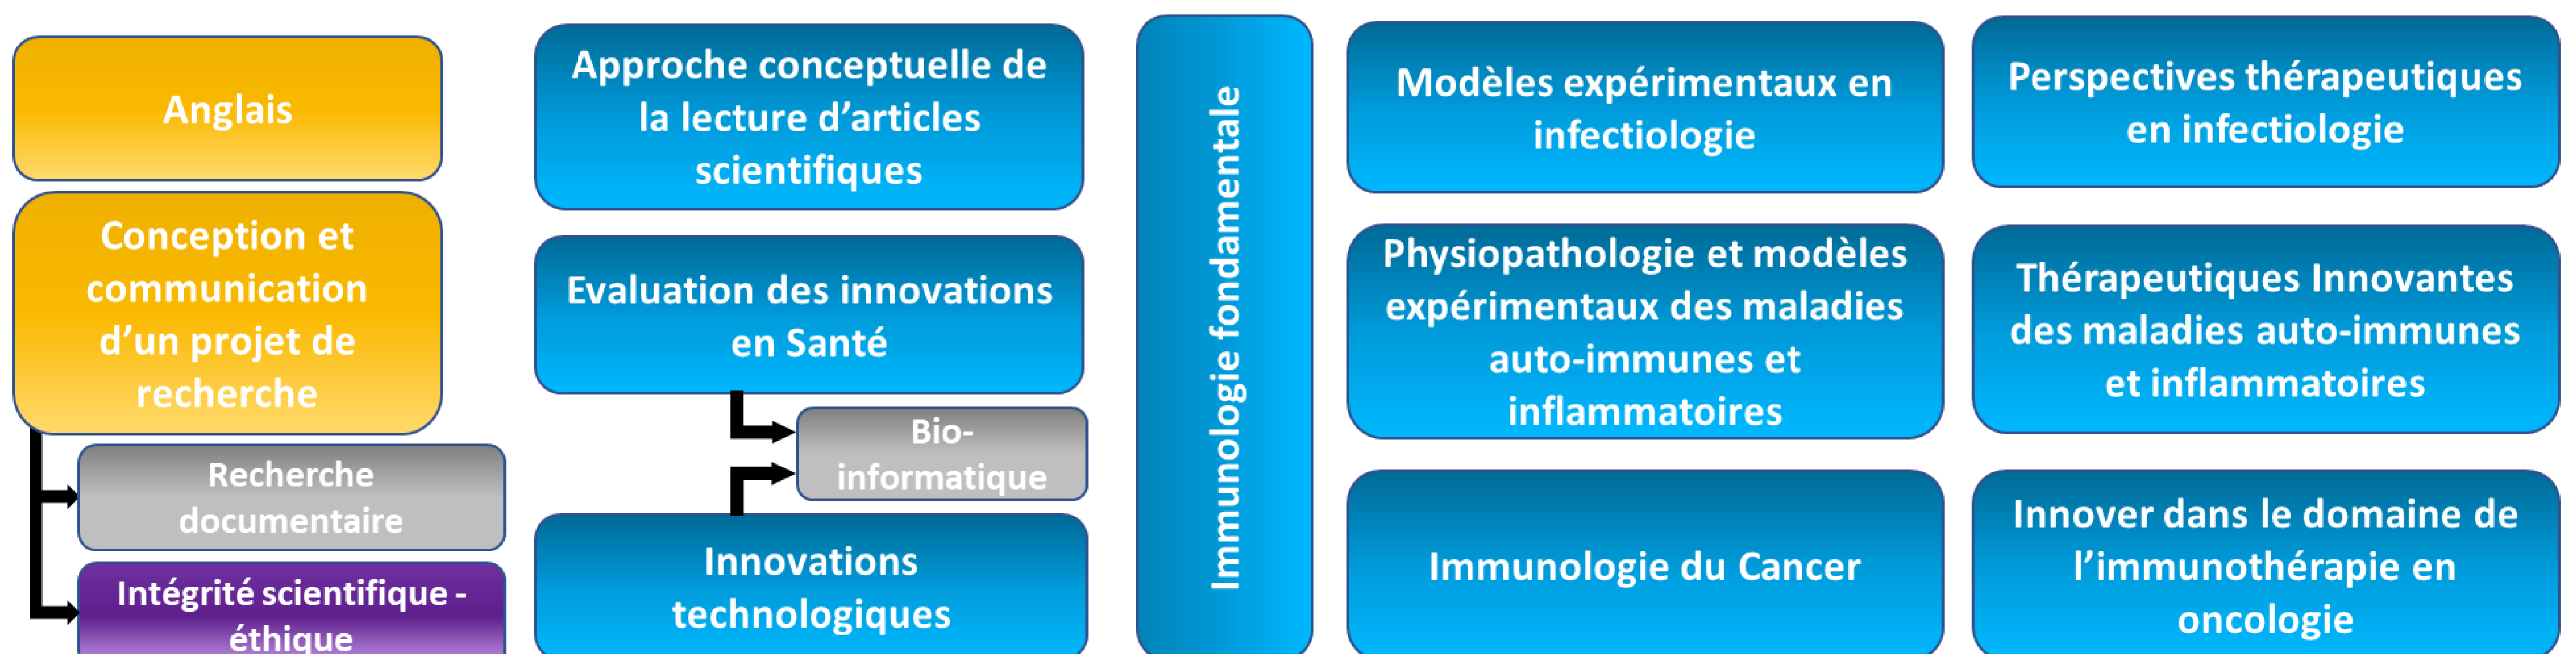 Anglais
Conception et
communication
d’un projet de
recherche
Recherche
documentaire
Intégrité scientifique -
éthique
Approche conceptuelle de
la lecture d’articles
scientifiques
Evaluation des innovations
en Santé
Bio-
informatique
Innovations
technologiques
Immunologie fondamentale
Modèles expérimentaux en
infectiologie
Physiopathologie et modèles
expérimentaux des maladies
auto-immunes et
inflammatoires
Immunologie du Cancer
Perspectives thérapeutiques
en infectiologie
Thérapeutiques Innovantes
des maladies auto-immunes
et inflammatoires
Innover dans le domaine de
l’immunothérapie en
oncologie